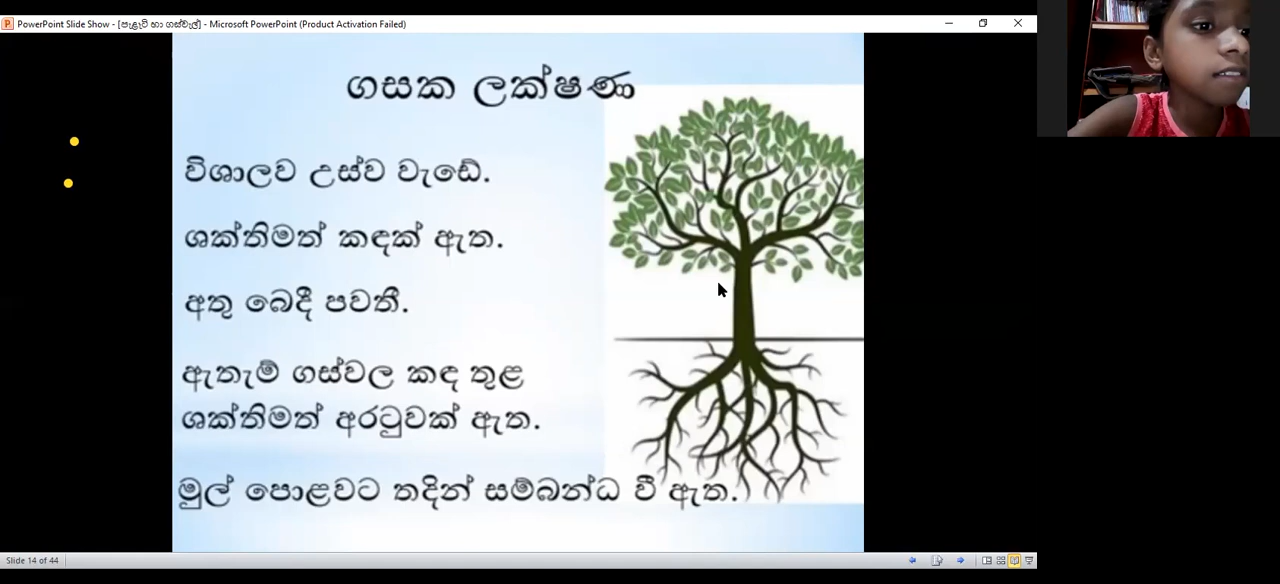 PowerPoint Slide Show - [පැළෑටි හා ගස්වැල්] - Microsoft PowerPoint (Product Activation Failed)
ගසක ලක්ෂණ
විශාලව උස්ව වැඩේ.
ශක්තිමත් කඳක් ඇත.
අතු බෙදී පවතී.
ඇතැම් ගස්වල කඳ තුළ
ශක්තිමත් අරටුවක් ඇත.
මුල් පොළවට තදින් සම්බන්ධ වී ඇත.
Slide 14 of 44